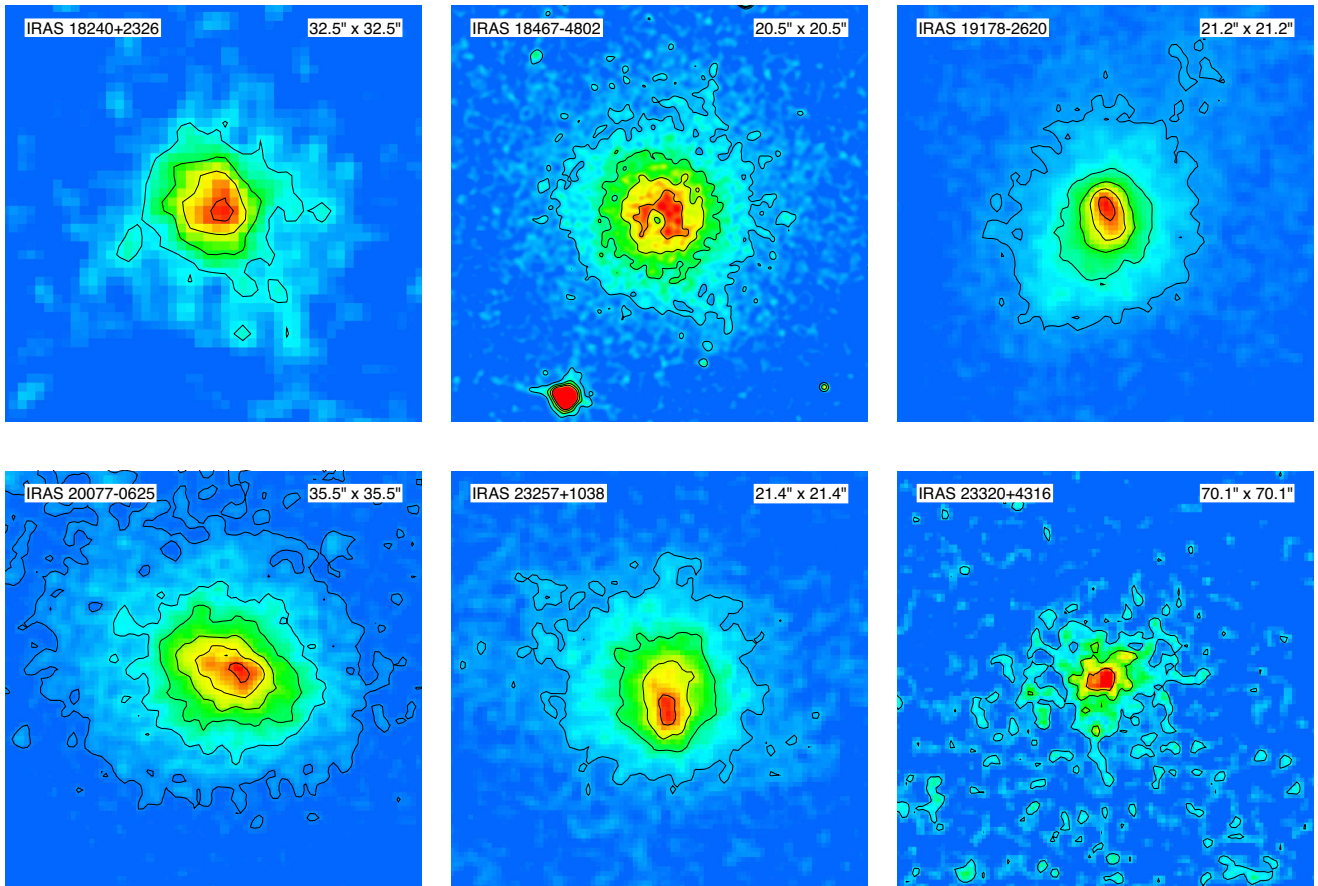 IRAS 18240+2326 32.5" x 32.5"
IRAS 18467-4802 20.5" x 20.5"
IRAS 19178-2620 21.2" x 21.2"
IRAS 20077-0625 35.5" x 35.5"
IRAS 23257+1038 21.4" x 21.4"
IRAS 23320+4316 70.1" x 70.1"